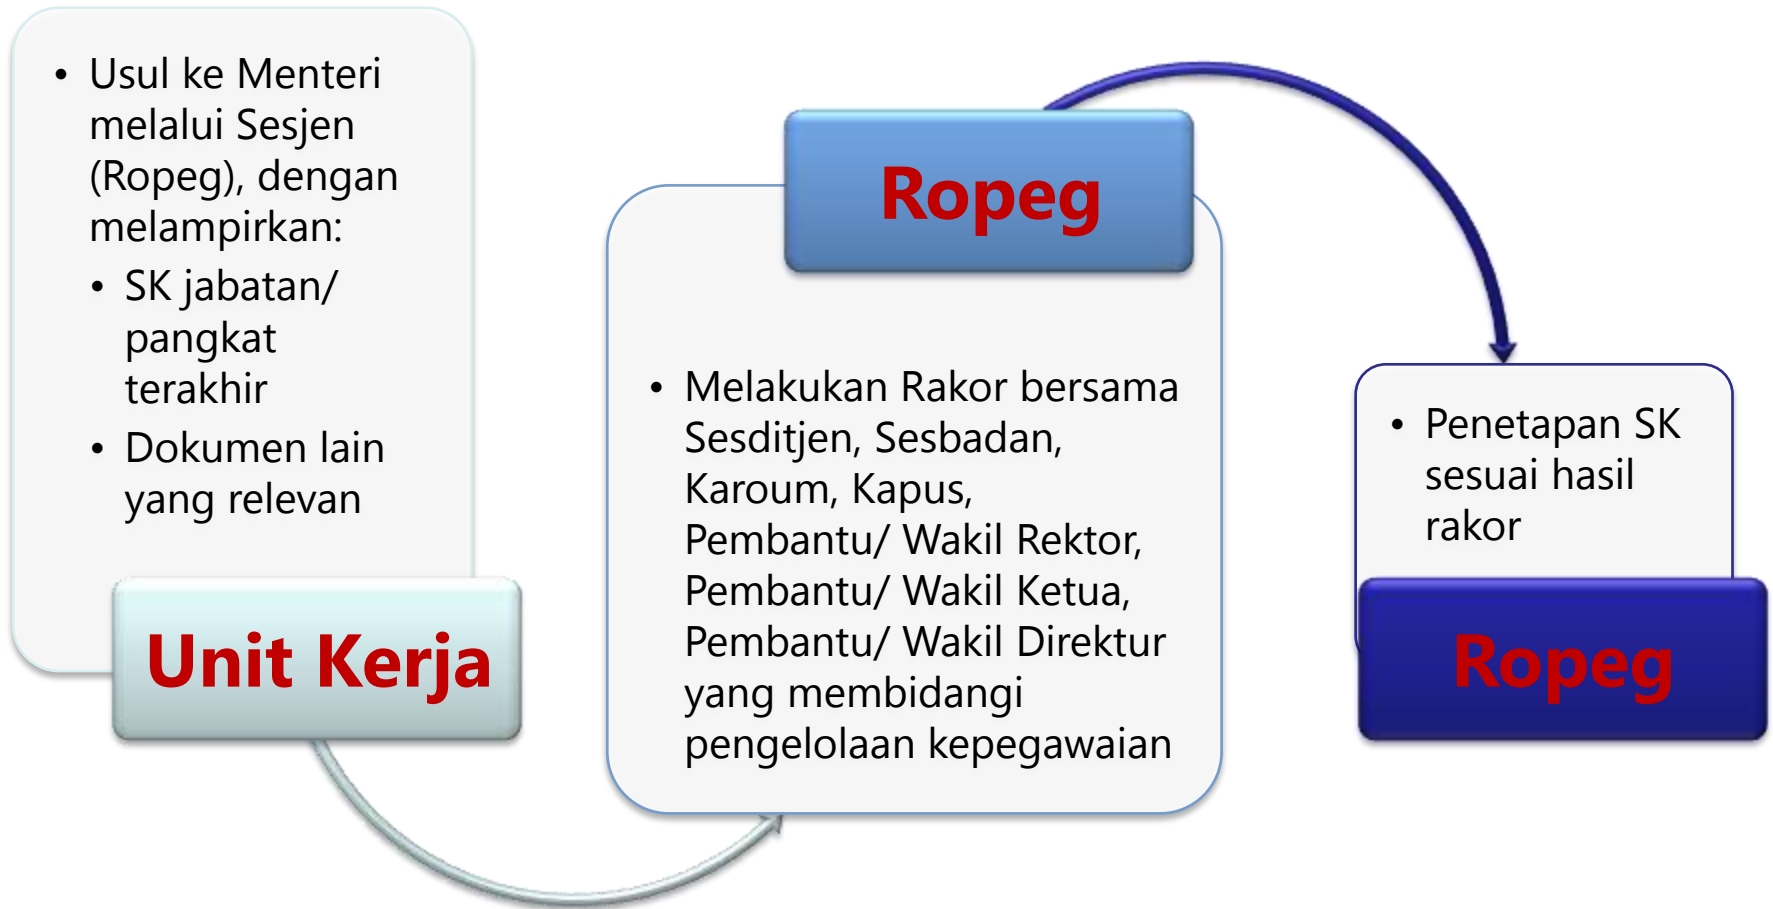 • Usul ke Menteri
melalui Sesjen
(Ropeg), dengan
melampirkan:
• SK jabatan/
pangkat
terakhir
• Dokumen lain
yang relevan
Unit Kerja
Ropeg
• Melakukan Rakor bersama
Sesditjen, Sesbadan,
Karoum, Kapus,
Pembantu/ Wakil Rektor,
Pembantu/ Wakil Ketua,
Pembantu/ Wakil Direktur
yang membidangi
pengelolaan kepegawaian
• Penetapan SK
sesuai hasil
rakor
Ropeg